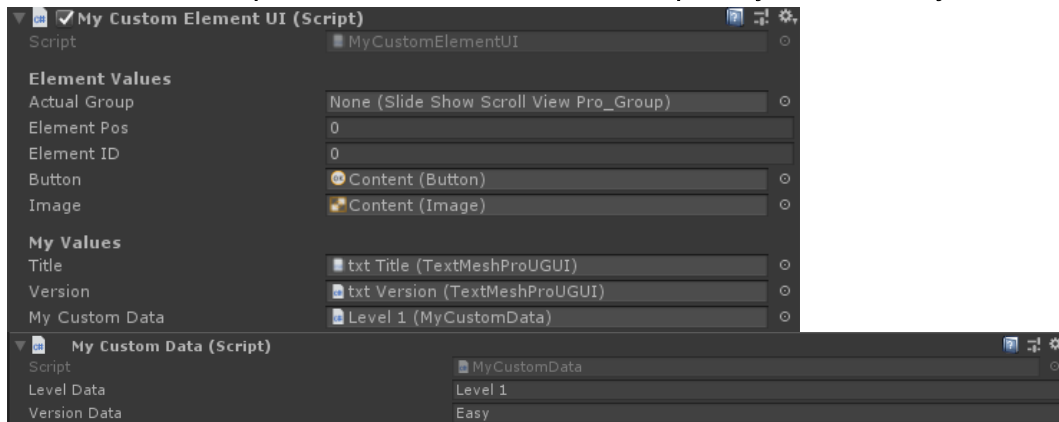 My Custom Element UI (Script)
Script MyCustomElementUI
Element Values
Actual Group None (Slide Show Scroll View Pro_Group)
Element Pos 0
Element ID 0
Button Content (Button)
Image Content (Image)
My Values
Title txt Title (TextMeshProUGUI)
Version txt Version (TextMeshProUGUI)
My Custom Data Level 1 (MyCustomData)
My Custom Data (Script)
Script MyCustomData
Level Data Level 1
Version Data Easy